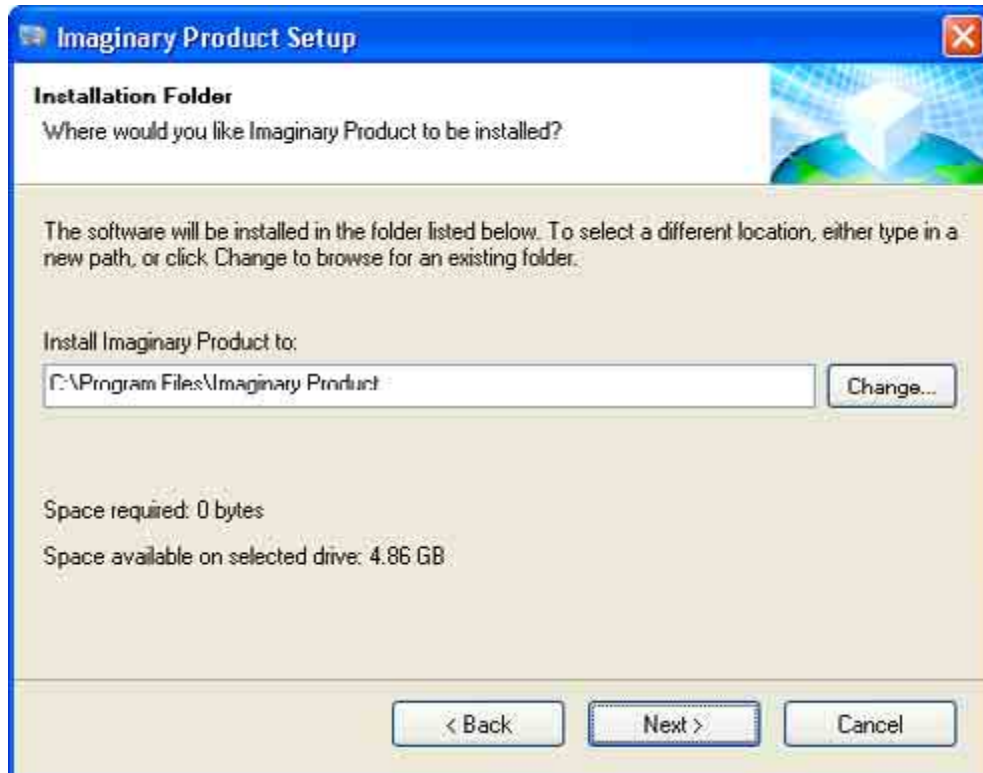 Imaginary Product Setup
Installation Folder
Where would you like Imaginary Product to be installed?
The software will be installed in the folder listed below. To select a different location, either type in a
new path, or click Change to browse for an existing folder.
Install Imaginary Product to:
C:\Program Files\Imaginary Product
Change...
Space required: 0 bytes
Space available on selected drive: 4.86 GB
< Back
Next >
Cancel